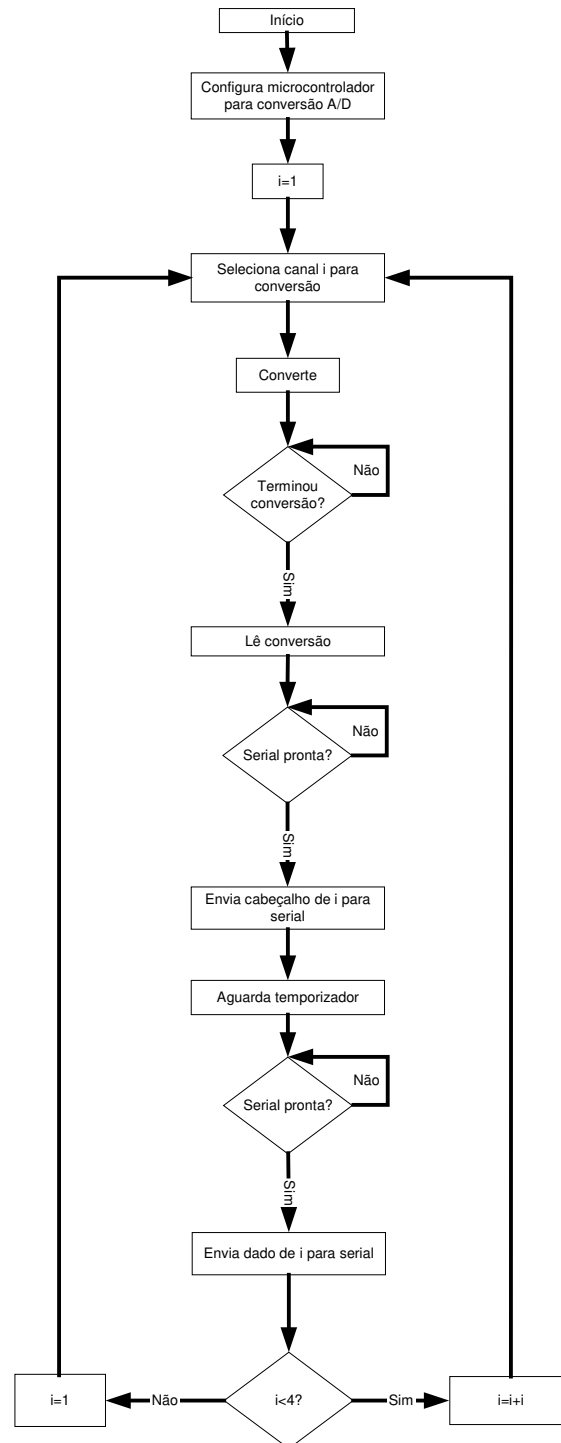 Início
Configura microcontrolador
para conversão A/D
i=1
Seleciona canal i para
conversão
Converte
Não
Terminou
conversão?
Sim
Lê conversão
Não
Serial pronta?
Sim
Envia cabeçalho de i para
serial
Aguarda temporizador
Não
Serial pronta?
Sim
Envia dado de i para serial
i=1
Não
i<4?
Sim
i=i+i